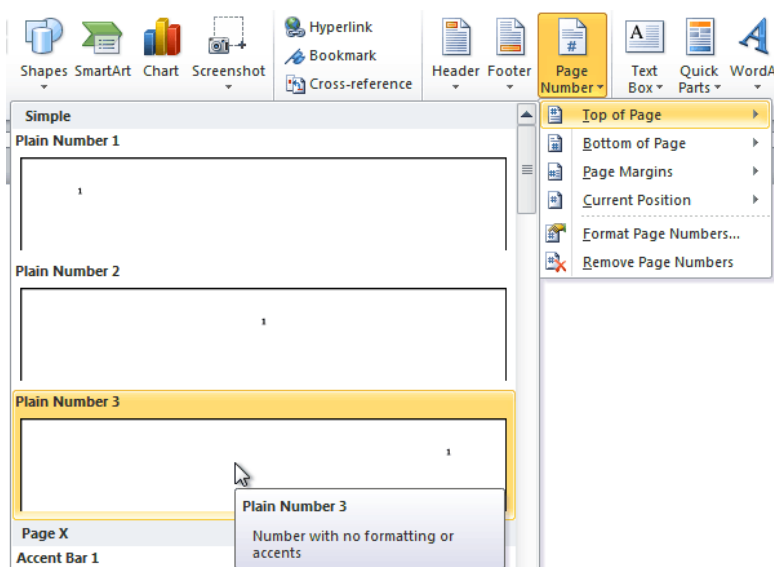 Hyperlink
Bookmark
Cross-reference
Shapes SmartArt Chart Screenshot
Header Footer
Page Number
Text Box
Quick Parts
WordA
Simple
Plain Number 1
1
Plain Number 2
1
Plain Number 3
1
Plain Number 3
Number with no formatting or
accents
Page X
Accent Bar 1
Top of Page
Bottom of Page
Page Margins
Current Position
Format Page Numbers...
Remove Page Numbers